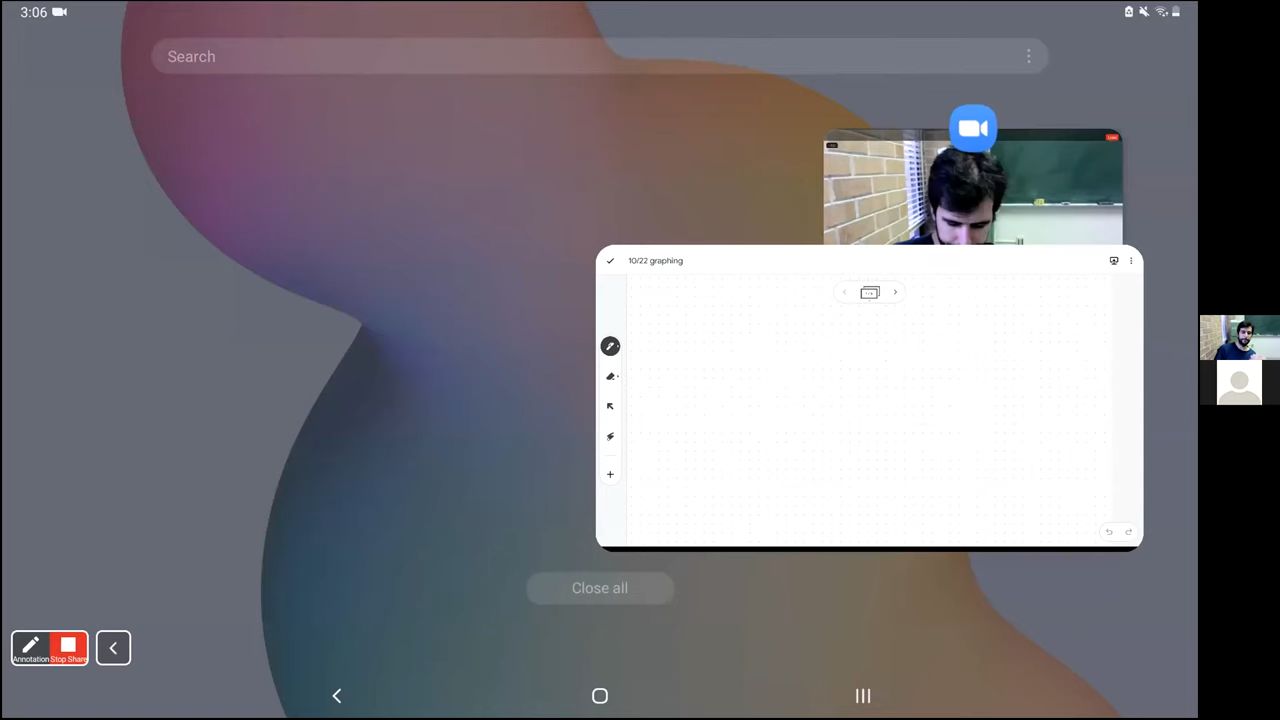 3:06
Search
10/22 graphing
Close all
Annotation
Stop Share